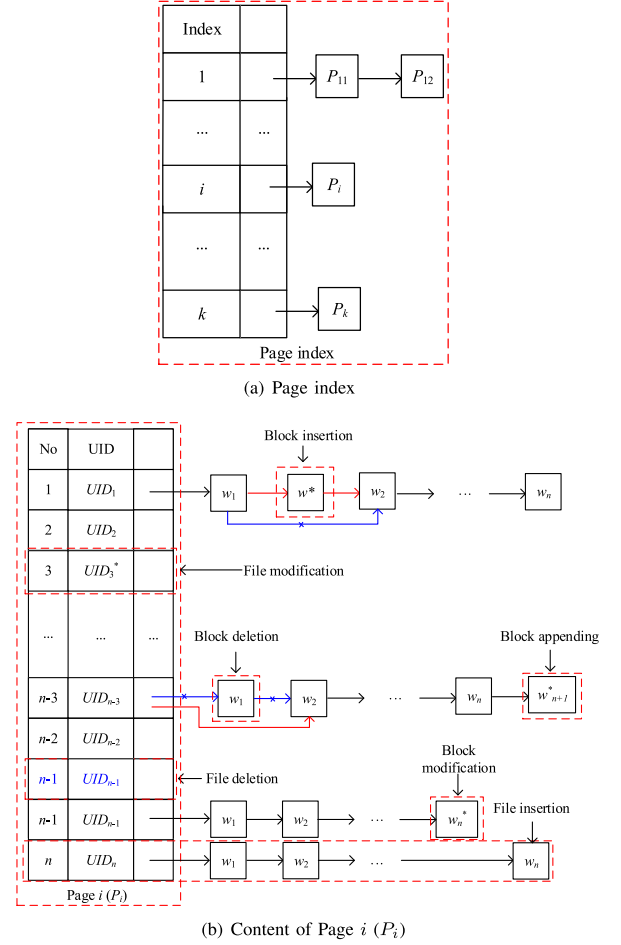 Index
1
P11
P12
...
...
i
Pi
...
...
k
Pk
Page index
(a) Page index
Block insertion
No
UID
1
UID1
w1
w*
w2
...
wn
2
UID2
3
UID3*
File modification
...
...
...
Block deletion
Block appending
n-3
UIDn-3
w1
w2
...
wn
w*n+1
n-2
UIDn-2
Block
modification
n-1
UIDn-1
File deletion
File insertion
n-1
UIDn-1
w1
w2
...
wn*
n
UIDn
w1
w2
...
wn
Page i (Pi)
(b) Content of Page i (Pi)